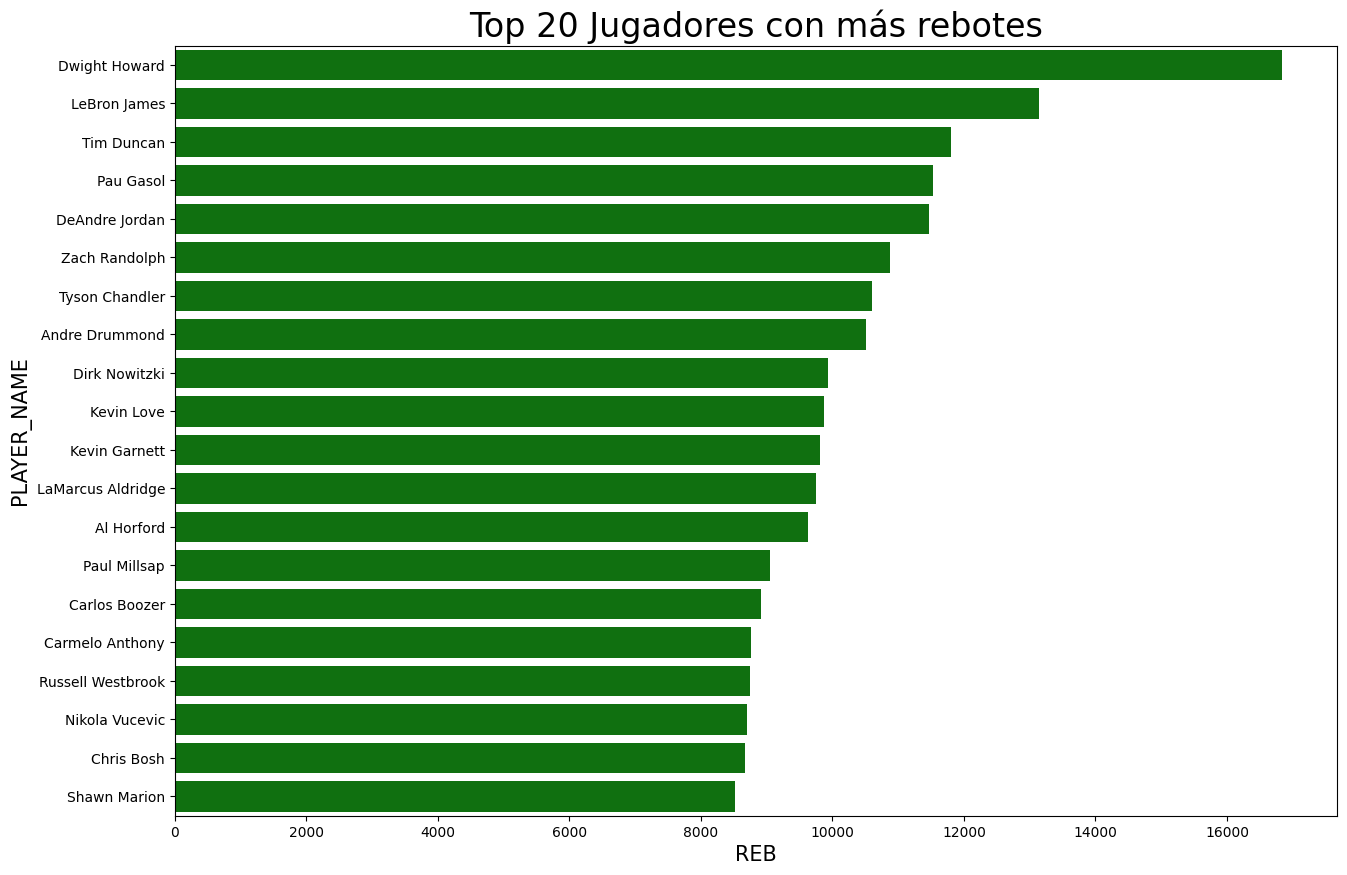 Top 20 Jugadores con más rebotes
PLAYER_NAME
Dwight Howard
LeBron James
Tim Duncan
Pau Gasol
DeAndre Jordan
Zach Randolph
Tyson Chandler
Andre Drummond
Dirk Nowitzki
Kevin Love
Kevin Garnett
LaMarcus Aldridge
Al Horford
Paul Millsap
Carlos Boozer
Carmelo Anthony
Russell Westbrook
Nikola Vucevic
Chris Bosh
Shawn Marion
0 2000 4000 6000 8000 10000 12000 14000 16000
REB